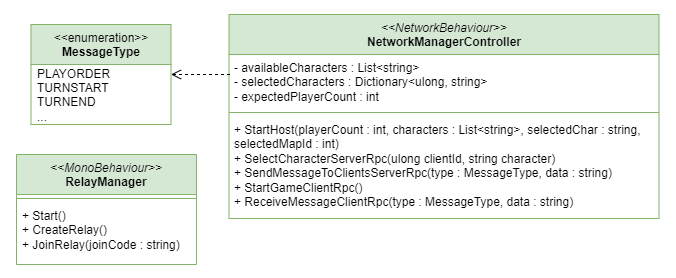 <<enumeration>>
MessageType
PLAYORDER
TURNSTART
TURNEND
...
<<NetworkBehaviour>>
NetworkManagerController
- availableCharacters : List<string>
- selectedCharacters : Dictionary<ulong, string>
- expectedPlayerCount : int
+ StartHost(playerCount : int, characters : List<string>, selectedChar : string,
selectedMapId : int)
+ SelectCharacterServerRpc(ulong clientId, string character)
+ SendMessageToClientsServerRpc(type : MessageType, data : string)
+ StartGameClientRpc()
+ ReceiveMessageClientRpc(type : MessageType, data : string)
<<MonoBehaviour>>
RelayManager
+ Start()
+ CreateRelay()
+ JoinRelay(joinCode : string)